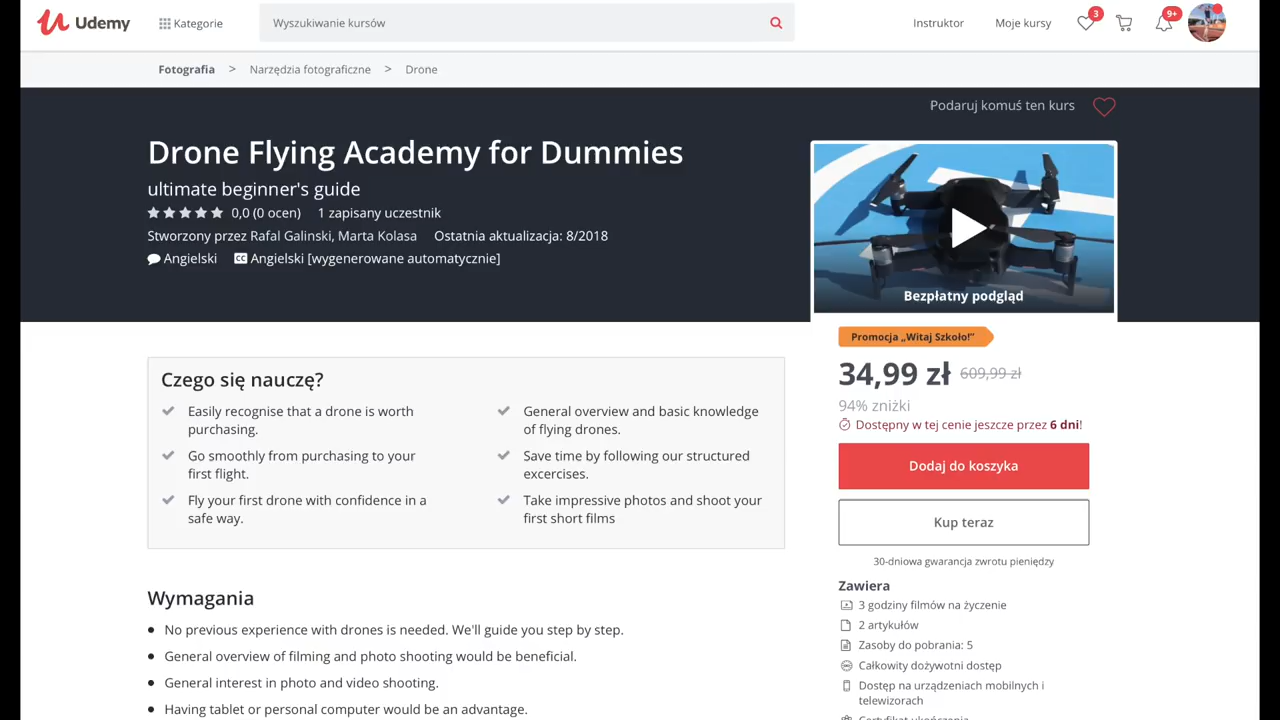 Udemy
Kategorie
Wyszukiwanie kursów
Instruktor
Moje kursy
3
9+
Fotografia > Narzędzia fotograficzne > Drone
Podaruj komuś ten kurs
Drone Flying Academy for Dummies
ultimate beginner's guide
0,0 (0 ocen) 1 zapisany uczestnik
Stworzony przez Rafal Galinski, Marta Kolasa Ostatnia aktualizacja: 8/2018
Angielski CC Angielski [wygenerowane automatycznie]
Bezpłatny podgląd
Promocja „Witaj Szkoło!”
34,99 zł 609,99 zł
94% zniżki
Dostępny w tej cenie jeszcze przez 6 dni!
Dodaj do koszyka
Kup teraz
30-dniowa gwarancja zwrotu pieniędzy
Zawiera
3 godziny filmów na życzenie
2 artykułów
Zasoby do pobrania: 5
Całkowity dożywotni dostęp
Dostęp na urządzeniach mobilnych i
telewizorach
Certyfikat ukończenia
Czego się nauczę?
Easily recognise that a drone is worth
purchasing.
Go smoothly from purchasing to your
first flight.
Fly your first drone with confidence in a
safe way.
General overview and basic knowledge
of flying drones.
Save time by following our structured
excercises.
Take impressive photos and shoot your
first short films
Wymagania
No previous experience with drones is needed. We'll guide you step by step.
General overview of filming and photo shooting would be beneficial.
General interest in photo and video shooting.
Having tablet or personal computer would be an advantage.